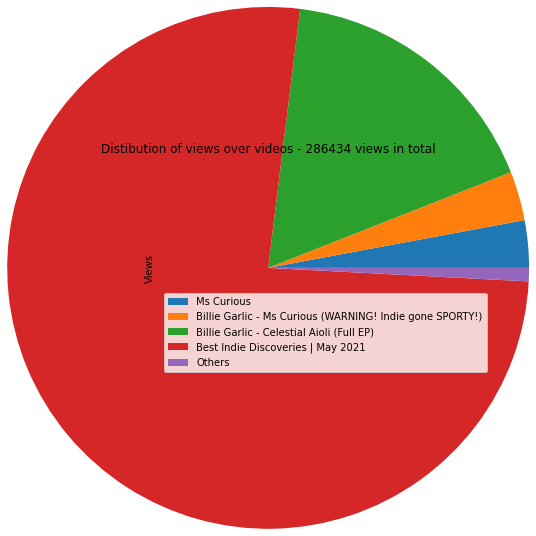 Distibution of views over videos - 286434 views in total
Views
Ms Curious
Billie Garlic - Ms Curious (WARNING! Indie gone SPORTY!)
Billie Garlic - Celestial Aioli (Full EP)
Best Indie Discoveries | May 2021
Others